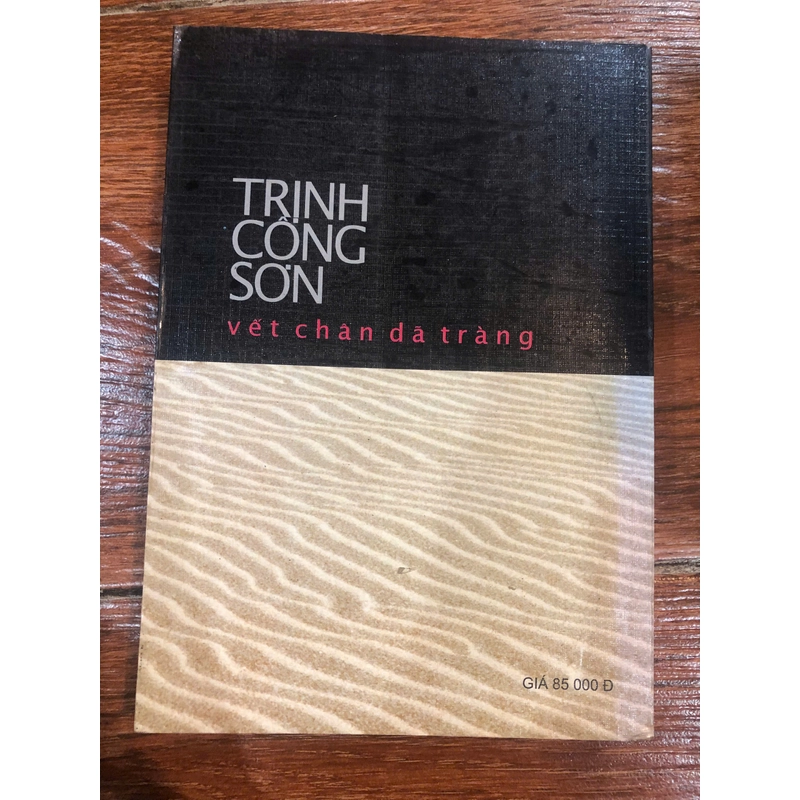 TRỊNH
CÔNG
SƠN
vết chân dã tràng
GIÁ 85 000 Đ